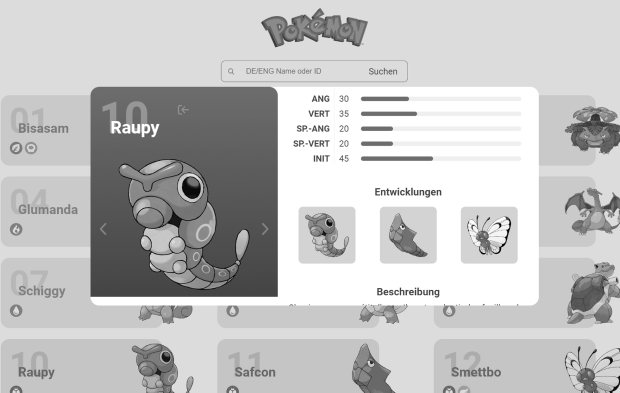 POKéMON
DE/ENG Name oder ID
Suchen
01
Bisasam
04
Glumanda
07
Schiggy
10
Raupy
ANG 30
VERT 35
SP.-ANG 20
SP.-VERT 20
INIT 45
Entwicklungen
Beschreibung
10
Raupy
11
Safcon
12
Smettbo